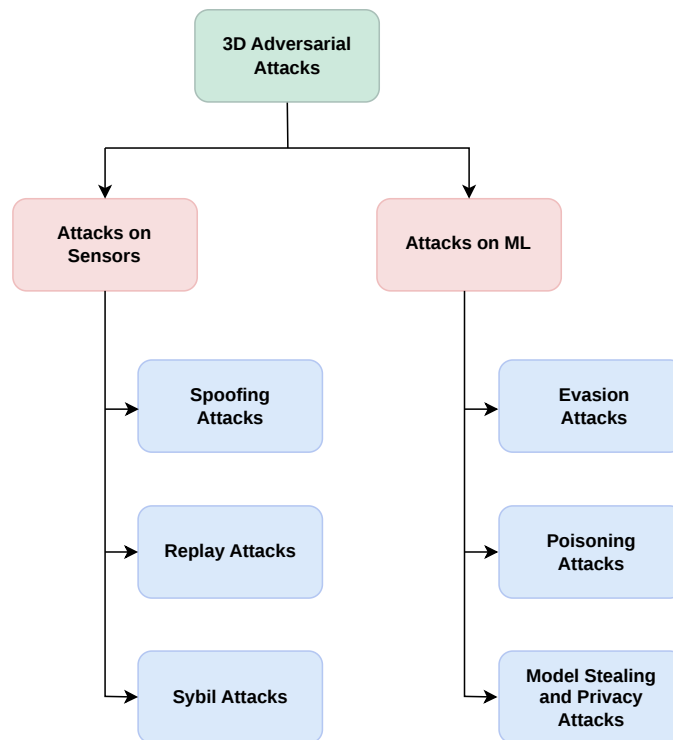 3D Adversarial
Attacks
Attacks on
Sensors
Attacks on ML
Spoofing
Attacks
Evasion
Attacks
Replay Attacks
Poisoning
Attacks
Sybil Attacks
Model Stealing
and Privacy
Attacks